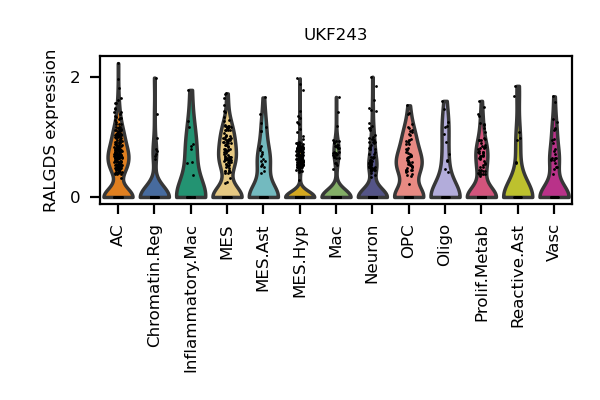 UKF243
RALGDS expression
2
0
AC
Chromatin.Reg
Inflammatory.Mac
MES
MES.Ast
MES.Hyp
Mac
Neuron
OPC
Oligo
Prolif.Metab
Reactive.Ast
Vasc